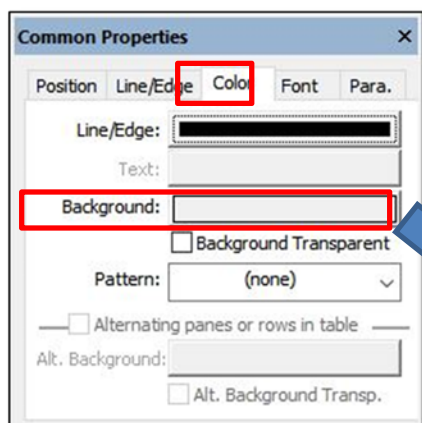 Common Properties
Position Line/Edge Color Font Para.
Line/Edge:
Text:
Background:
Background Transparent
Pattern: (none)
Alternating panes or rows in table
Alt. Background:
Alt. Background Transp.